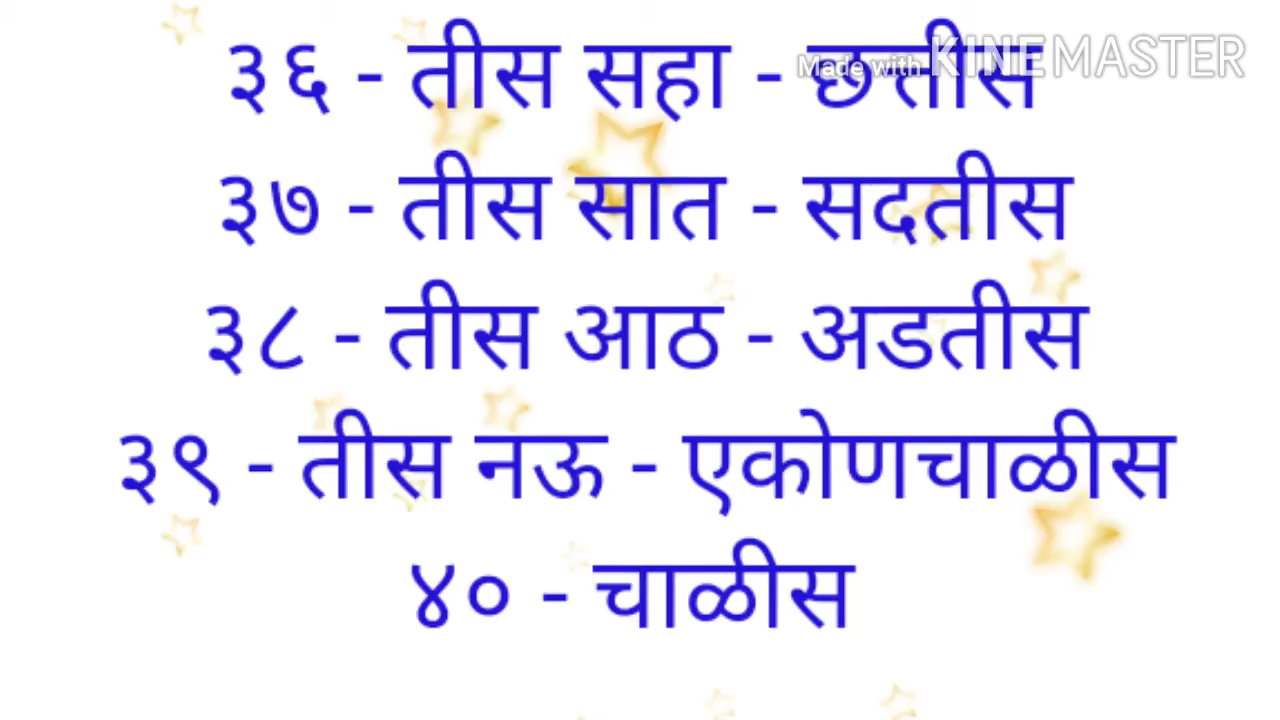 ३६ - तीस सहा - छत्तीस
Made with KINEMASTER
३७ - तीस सात - सदतीस
३८ - तीस आठ - अडतीस
३९ - तीस नऊ - एकोणचाळीस
४० - चाळीस